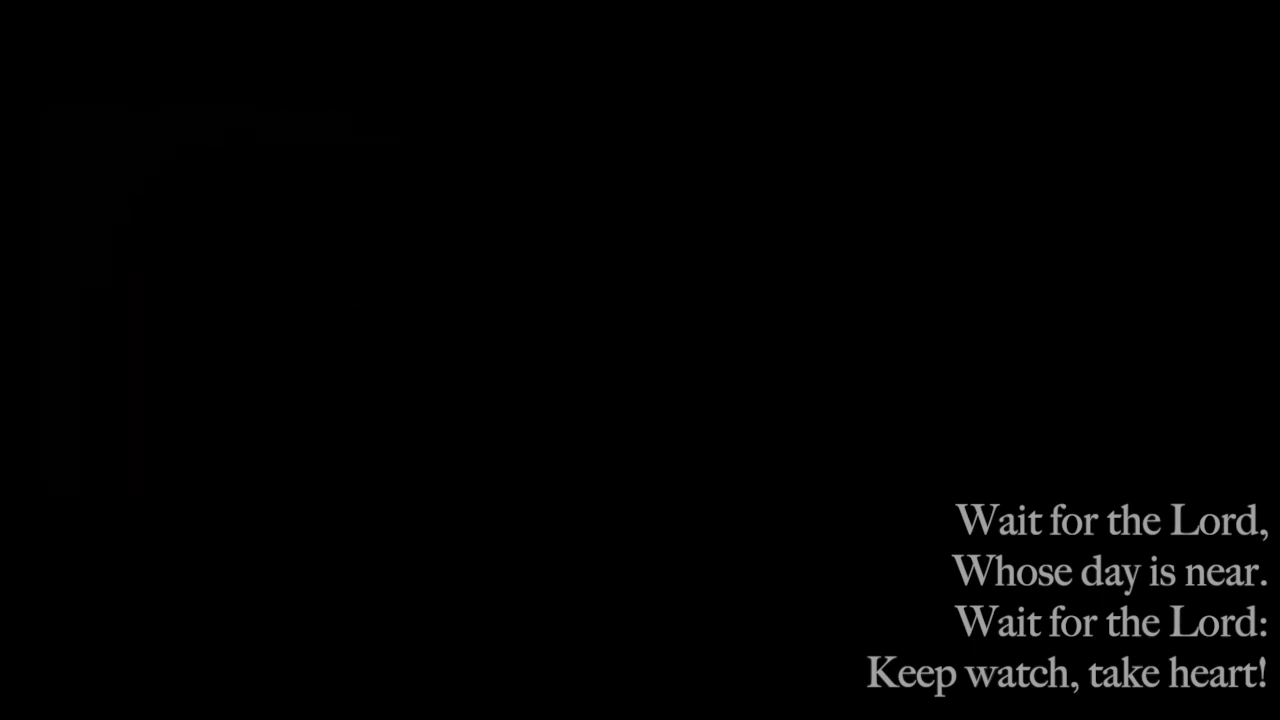 Wait for the Lord,
Whose day is near.
Wait for the Lord:
Keep watch, take heart!